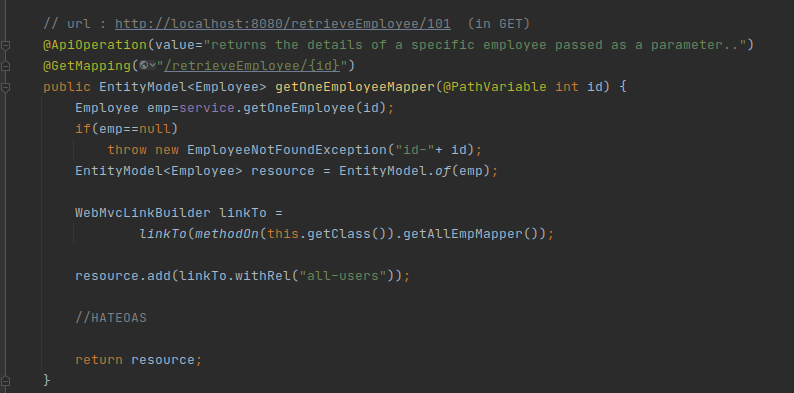 // url : http://localhost:8080/retrieveEmployee/101  (in GET)
@ApiOperation(value="returns the details of a specific employee passed as a parameter..")
@GetMapping("/retrieveEmployee/{id}")
public EntityModel<Employee> getOneEmployeeMapper(@PathVariable int id) {
    Employee emp=service.getOneEmployee(id);
    if(emp==null)
        throw new EmployeeNotFoundException("id-"+ id);
    EntityModel<Employee> resource = EntityModel.of(emp);
    WebMvcLinkBuilder linkTo =
            linkTo(methodOn(this.getClass()).getAllEmpMapper());
    resource.add(linkTo.withRel("all-users"));
    //HATEOAS
    return resource;
}